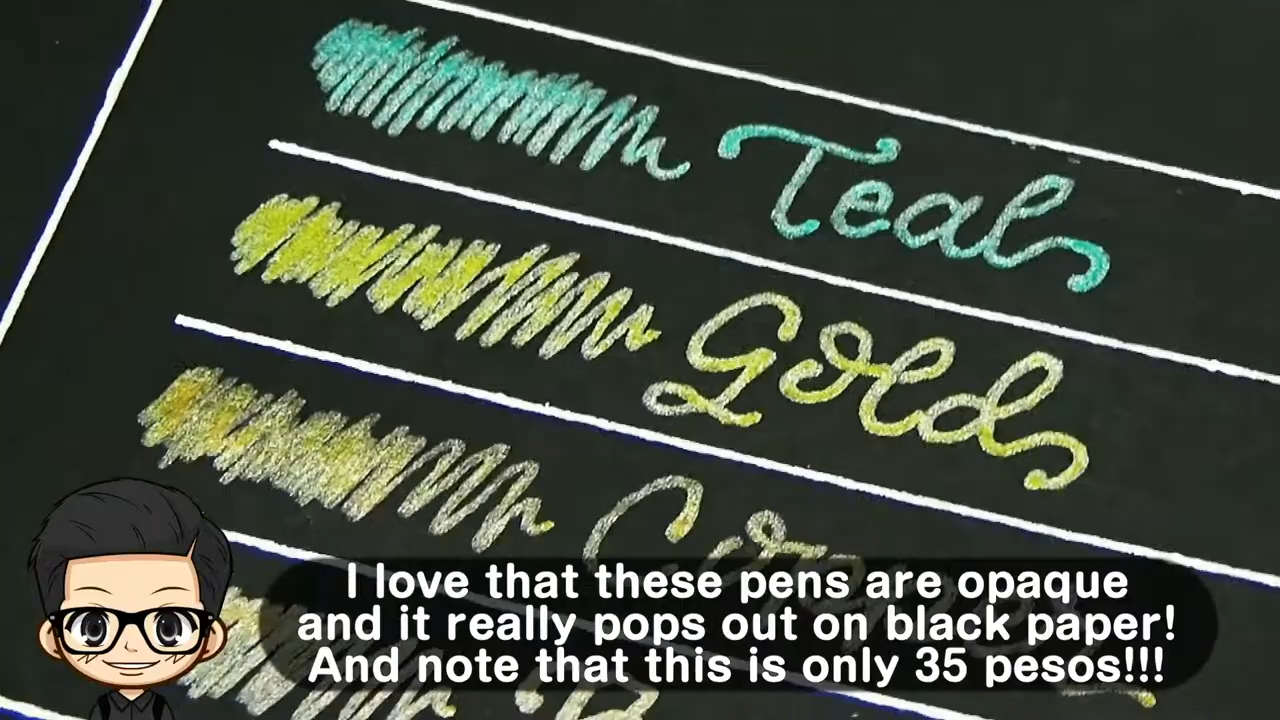 Teal
Gold
I love that these pens are opaque
and it really pops out on black paper!
And note that this is only 35 pesos!!!